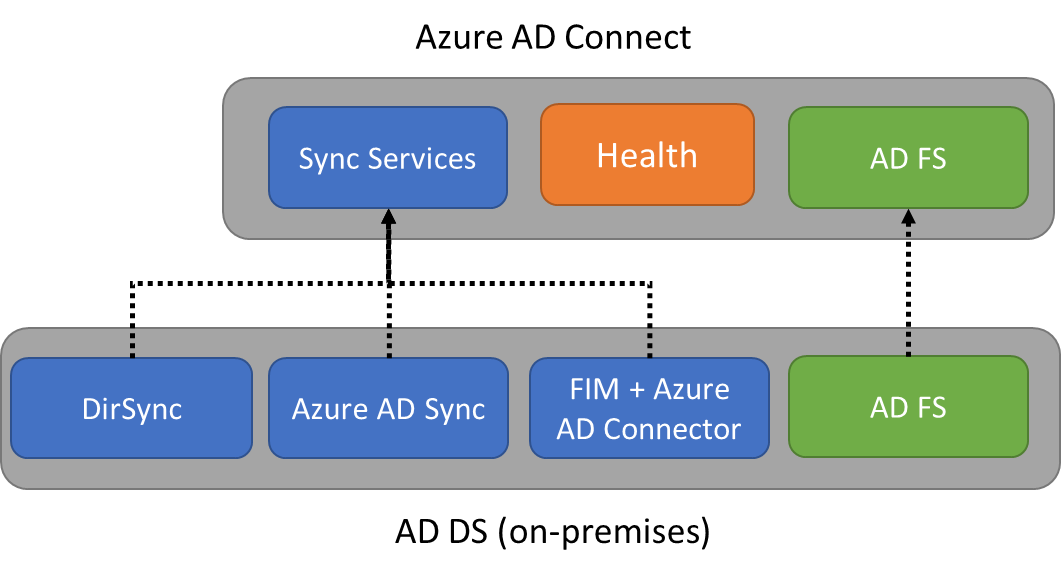 Azure AD Connect
Sync Services
Health
AD FS
DirSync
Azure AD Sync
FIM + Azure
AD Connector
AD FS
AD DS (on-premises)